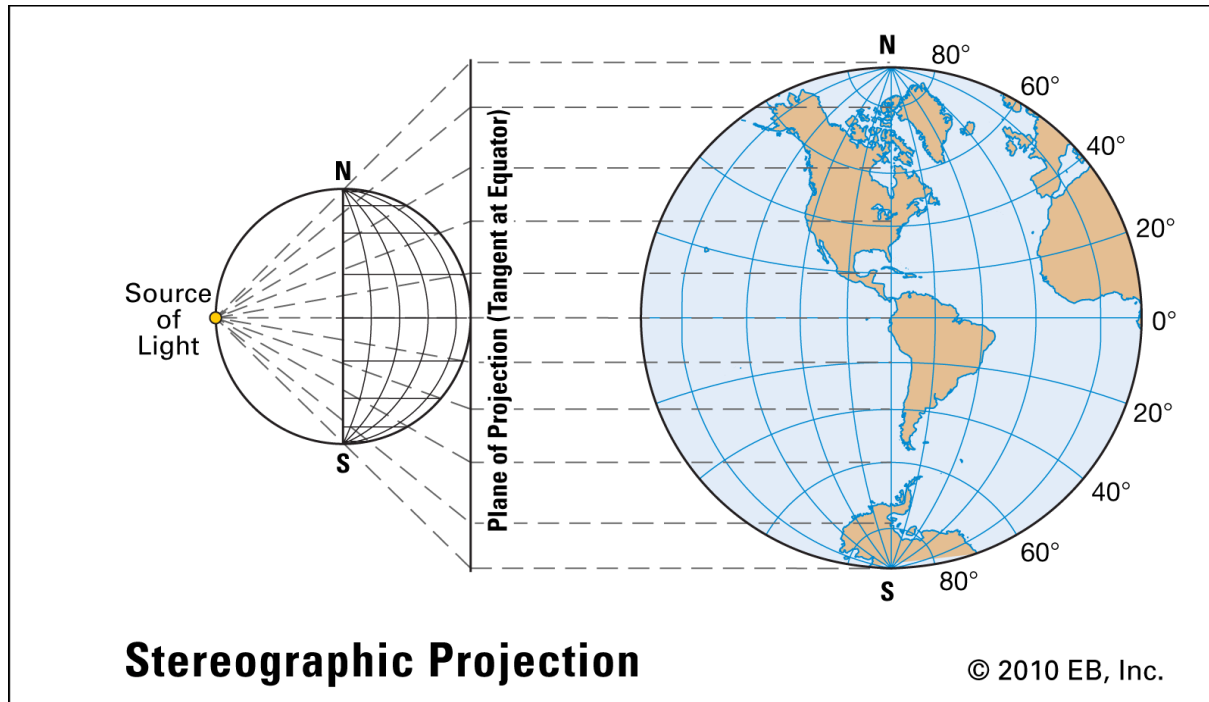 N
80°
60°
40°
20°
0°
20°
40°
60°
80°
S
N
S
Source
of
Light
Plane of Projection (Tangent at Equator)
Stereographic Projection
© 2010 EB, Inc.